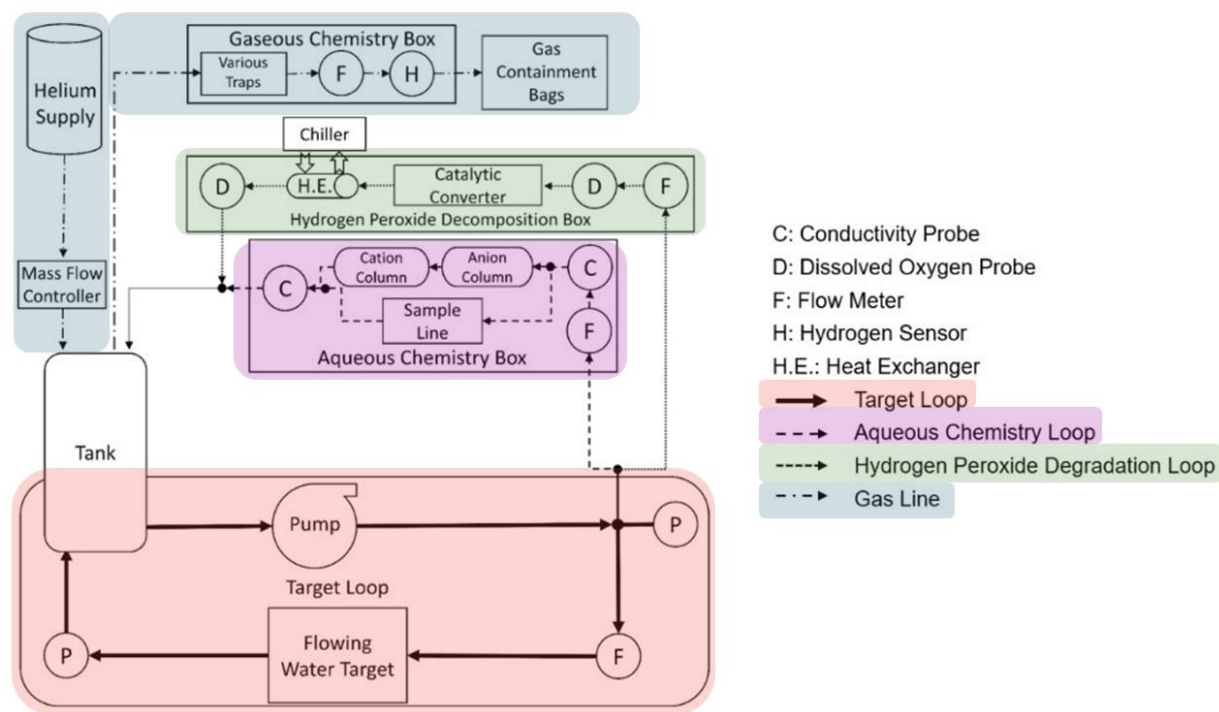 Helium
Supply
Mass Flow
Controller
Gaseous Chemistry Box
Various
Traps
F
H
Gas
Containment
Bags
Chiller
D
H.E.
Catalytic
Converter
D
F
Hydrogen Peroxide Decomposition Box
C
Cation
Column
Anion
Column
C
Sample
Line
F
Aqueous Chemistry Box
Tank
Pump
P
Target Loop
P
Flowing
Water Target
F
C: Conductivity Probe
D: Dissolved Oxygen Probe
F: Flow Meter
H: Hydrogen Sensor
H.E.: Heat Exchanger
Target Loop
Aqueous Chemistry Loop
Hydrogen Peroxide Degradation Loop
Gas Line